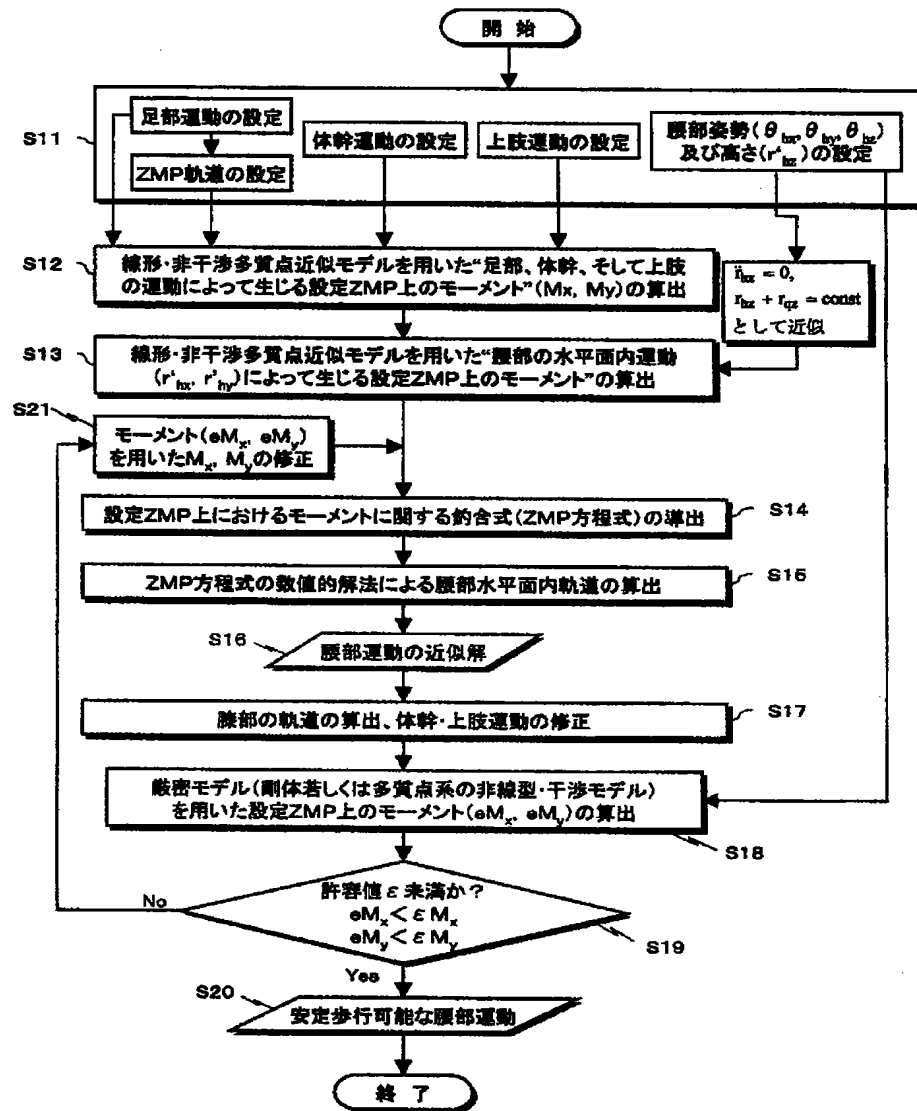 開 始
S11
足部運動の設定
ZMP軌道の設定
体幹運動の設定
上肢運動の設定
腰部姿勢(θhx,θhy,θhz)
及び高さ(r'hz)の設定
S12
線形・非干渉多質点近似モデルを用いた“足部、体幹、そして上肢
の運動によって生じる設定ZMP上のモーメント”(Mx, My)の算出
r̈hz = 0,
rhz + rqz = const
として近似
S13
線形・非干渉多質点近似モデルを用いた“腰部の水平面内運動
(r'hx, r'hy)によって生じる設定ZMP上のモーメント”の算出
S21
モーメント(eMx, eMy)
を用いたMx, Myの修正
設定ZMP上におけるモーメントに関する釣合式(ZMP方程式)の導出
S14
ZMP方程式の数値的解法による腰部水平面内軌道の算出
S15
S16
腰部運動の近似解
膝部の軌道の算出、体幹・上肢運動の修正
S17
厳密モデル(剛体若しくは多質点系の非線型・干渉モデル)
を用いた設定ZMP上のモーメント(eMx, eMy)の算出
S18
許容値ε未満か?
eMx<εMx
eMy<εMy
No
S19
Yes
S20
安定歩行可能な腰部運動
終 了